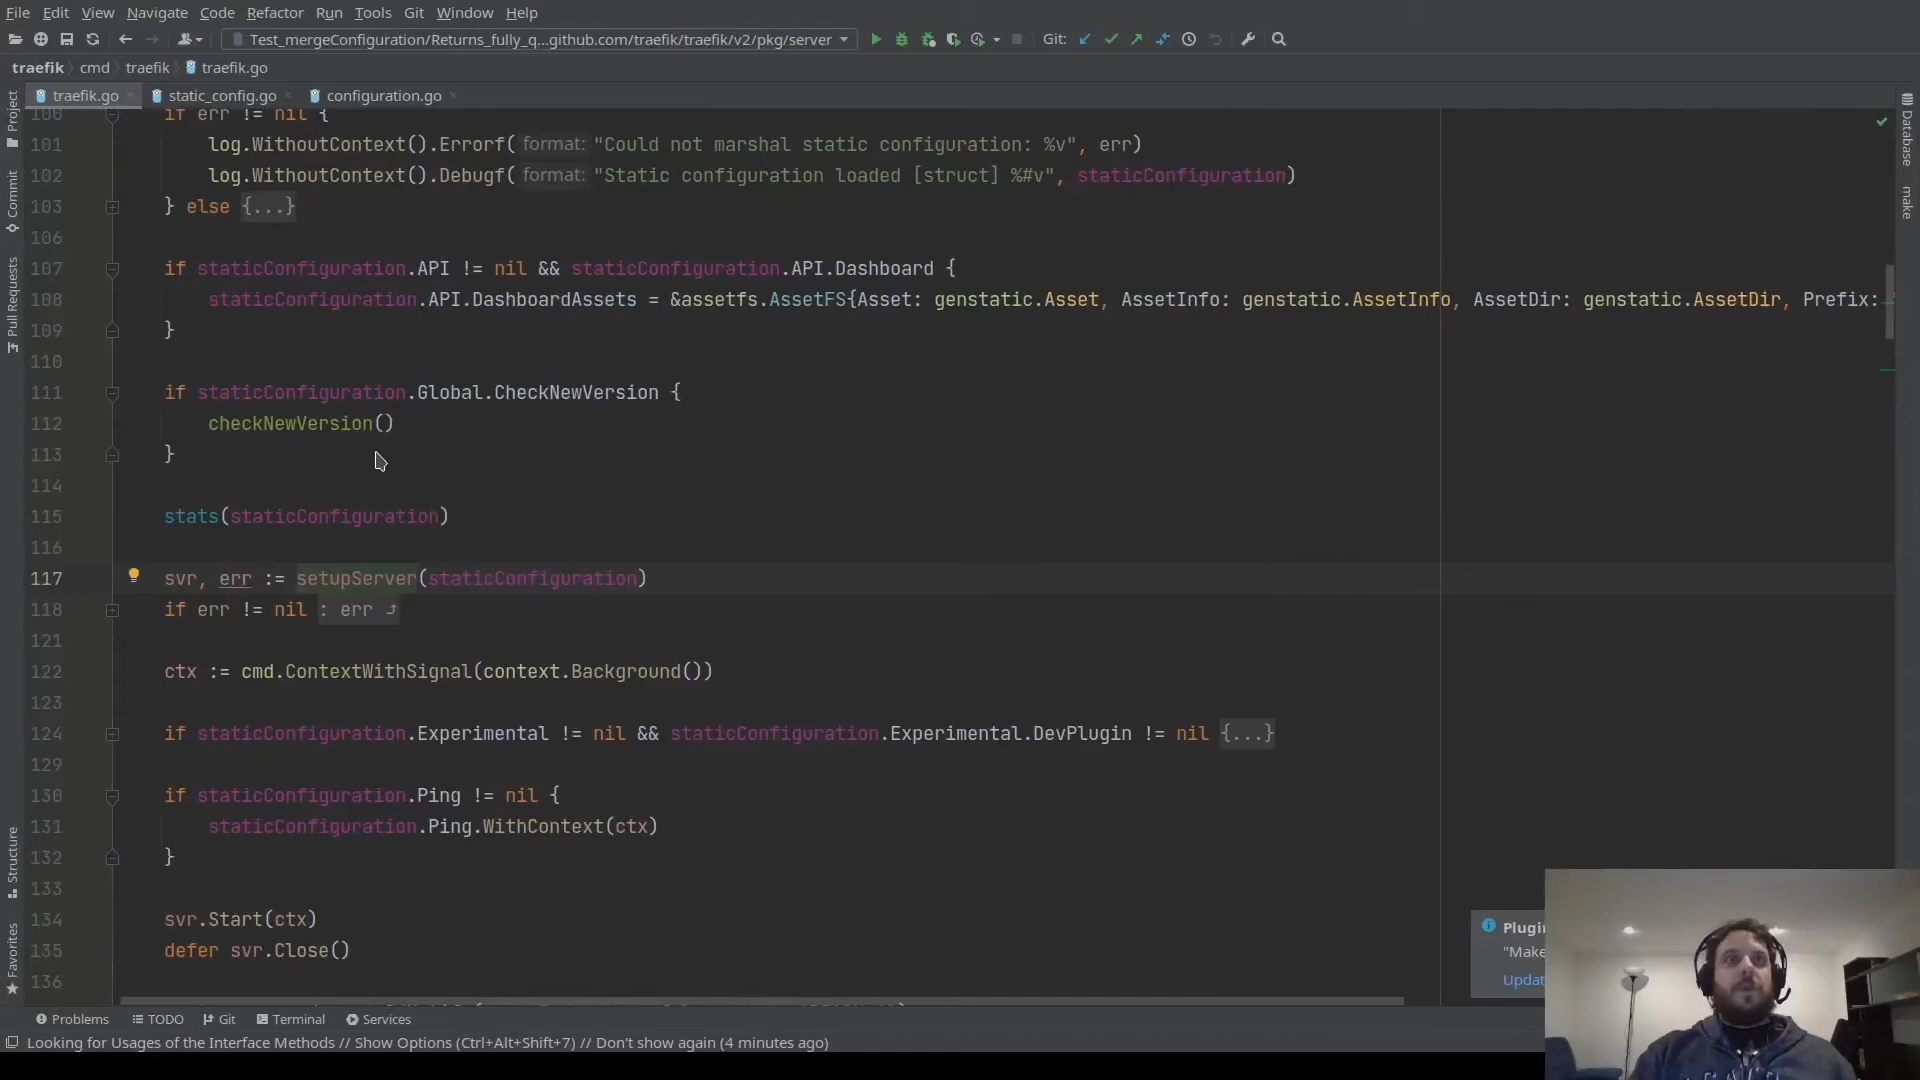 File Edit View Navigate Code Refactor Run Tools Git Window Help
Test_mergeConfiguration/Returns_fully_q...github.com/traefik/traefik/v2/pkg/server Git:
traefik cmd traefik traefik.go
traefik.go static_config.go configuration.go
Project
Commit
Pull Requests
Structure
Favorites
Database
make
100 if err != nil {
101 log.WithoutContext().Errorf( format: "Could not marshal static configuration: %v", err)
102 log.WithoutContext().Debugf( format: "Static configuration loaded [struct] %#v", staticConfiguration)
103 } else {...}
106
107 if staticConfiguration.API != nil && staticConfiguration.API.Dashboard {
108 staticConfiguration.API.DashboardAssets = &assetfs.AssetFS{Asset: genstatic.Asset, AssetInfo: genstatic.AssetInfo, AssetDir: genstatic.AssetDir, Prefix:
109 }
110
111 if staticConfiguration.Global.CheckNewVersion {
112 checkNewVersion()
113 }
114
115 stats(staticConfiguration)
116
117 svr, err := setupServer(staticConfiguration)
118 if err != nil : err
121
122 ctx := cmd.ContextWithSignal(context.Background())
123
124 if staticConfiguration.Experimental != nil && staticConfiguration.Experimental.DevPlugin != nil {...}
129
130 if staticConfiguration.Ping != nil {
131 staticConfiguration.Ping.WithContext(ctx)
132 }
133
134 svr.Start(ctx)
135 defer svr.Close()
136
Plugin
"Make
Updat
Problems TODO Git Terminal Services
Looking for Usages of the Interface Methods // Show Options (Ctrl+Alt+Shift+7) // Don't show again (4 minutes ago)